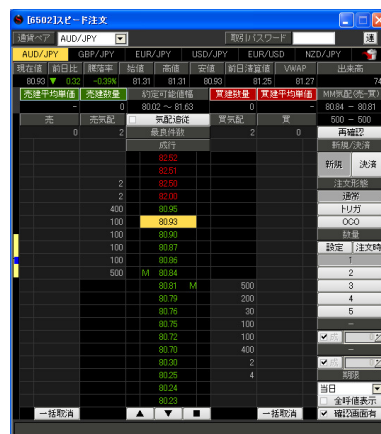 [6502]スピード注文
通貨ペア AUD/JPY 取引パスワード 連
AUD/JPY GBP/JPY EUR/JPY USD/JPY EUR/USD NZD/JPY
現在値 前日比 騰落率 始値 高値 安値 前日清算値 VWAP 出来高
80.93 ▼ 0.32 -0.39% 81.31 81.31 80.93 81.25 81.27 74
売建平均単価 売建数量 約定可能値幅 買建数量 買建平均単価 MM気配(売-買)
- 0 80.02 ~ 81.63 0 - 80.84 - 80.81
売 売気配 気配追従 買気配 買 500 - 500
0 2 最良件数 2 0 再確認
成行 新規/決済
82.52 新規 決済
82.51
2 82.50 注文形態
2 82.00 通常
400 80.95 トリガ
100 80.93 OCO
100 80.90 数量
100 80.87 設定 注文時
100 80.86 1
500 M 80.84 2
80.81 M 500 3
80.79 200 4
80.76 30 5
80.75 100 -
80.72 100
80.70 400 -
80.30 2
80.25 4 期限
80.24 当日
80.23 全呼値表示
一括取消 ▲ ▼ ■ 一括取消 確認画面有